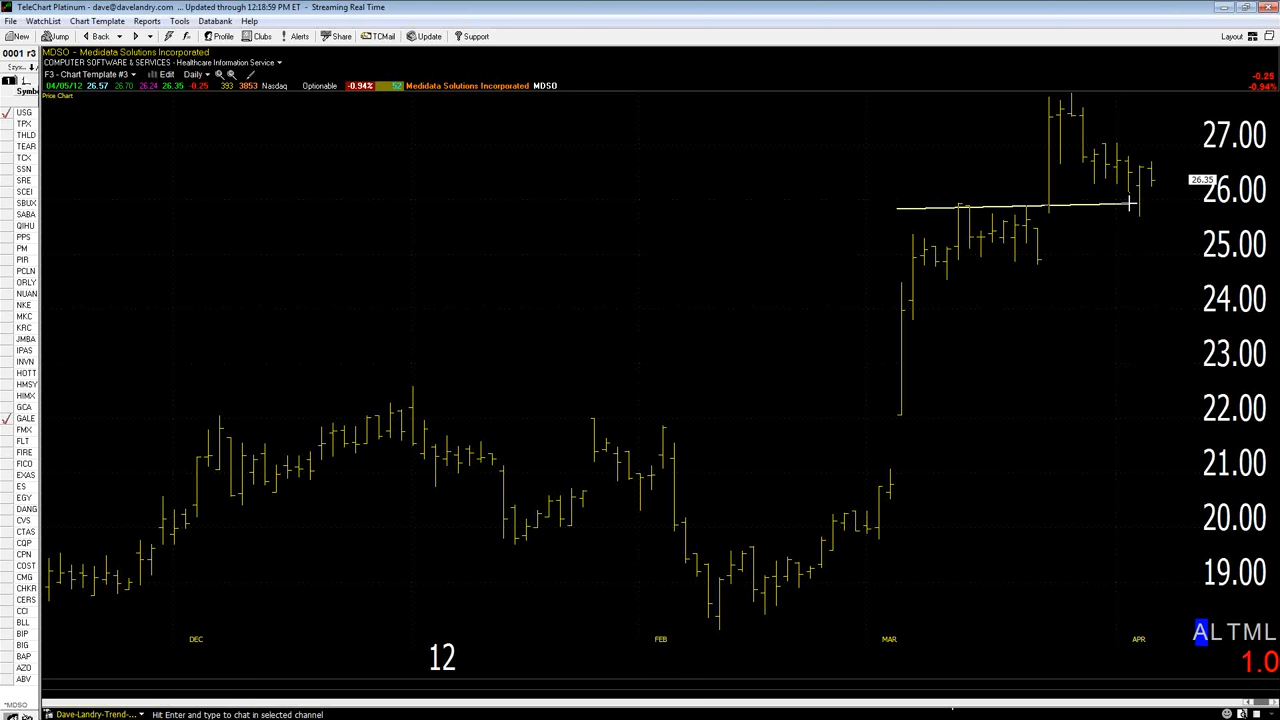 TeleChart Platinum - dave@davelandry.com ... Updated through 12:18:59 PM ET - Streaming Real Time
File WatchList Chart Template Reports Tools Databank Help
New Jump Back Profile Clubs Alerts Share TCMail Update Support Layout
0001 r3 MDSO - Medidata Solutions Incorporated
COMPUTER SOFTWARE & SERVICES - Healthcare Information Service
F3 - Chart Template #3 Edit Daily
-0.25
04/05/12 26.57 26.70 26.24 26.35 -0.25 393 3853 Nasdaq Optionable -0.94% 52 Medidata Solutions Incorporated MDSO -0.94%
Price Chart
Symb
USG
TPX
THLD
TEAR
TCX
SSN
SRE
SCEI
SBUX
SABA
QIHU
PPS
PM
PIR
PCLN
ORLY
NUAN
NKE
MKC
KRC
JMBA
IPAS
INVN
HOTT
HMSY
HIMX
GCA
GALE
FMX
FLT
FIRE
FICO
EXAS
ES
EGY
DANG
CVS
CTAS
CQP
CPN
COST
CMG
CHKR
CERS
CCI
BLL
BIP
BIG
BAP
AZO
ABV
*MDSO
27.00
26.35
26.00
25.00
24.00
23.00
22.00
21.00
20.00
19.00
DEC 12 FEB MAR APR
ALTML
1.0
Dave-Landry-Trend-... Hit Enter and type to chat in selected channel